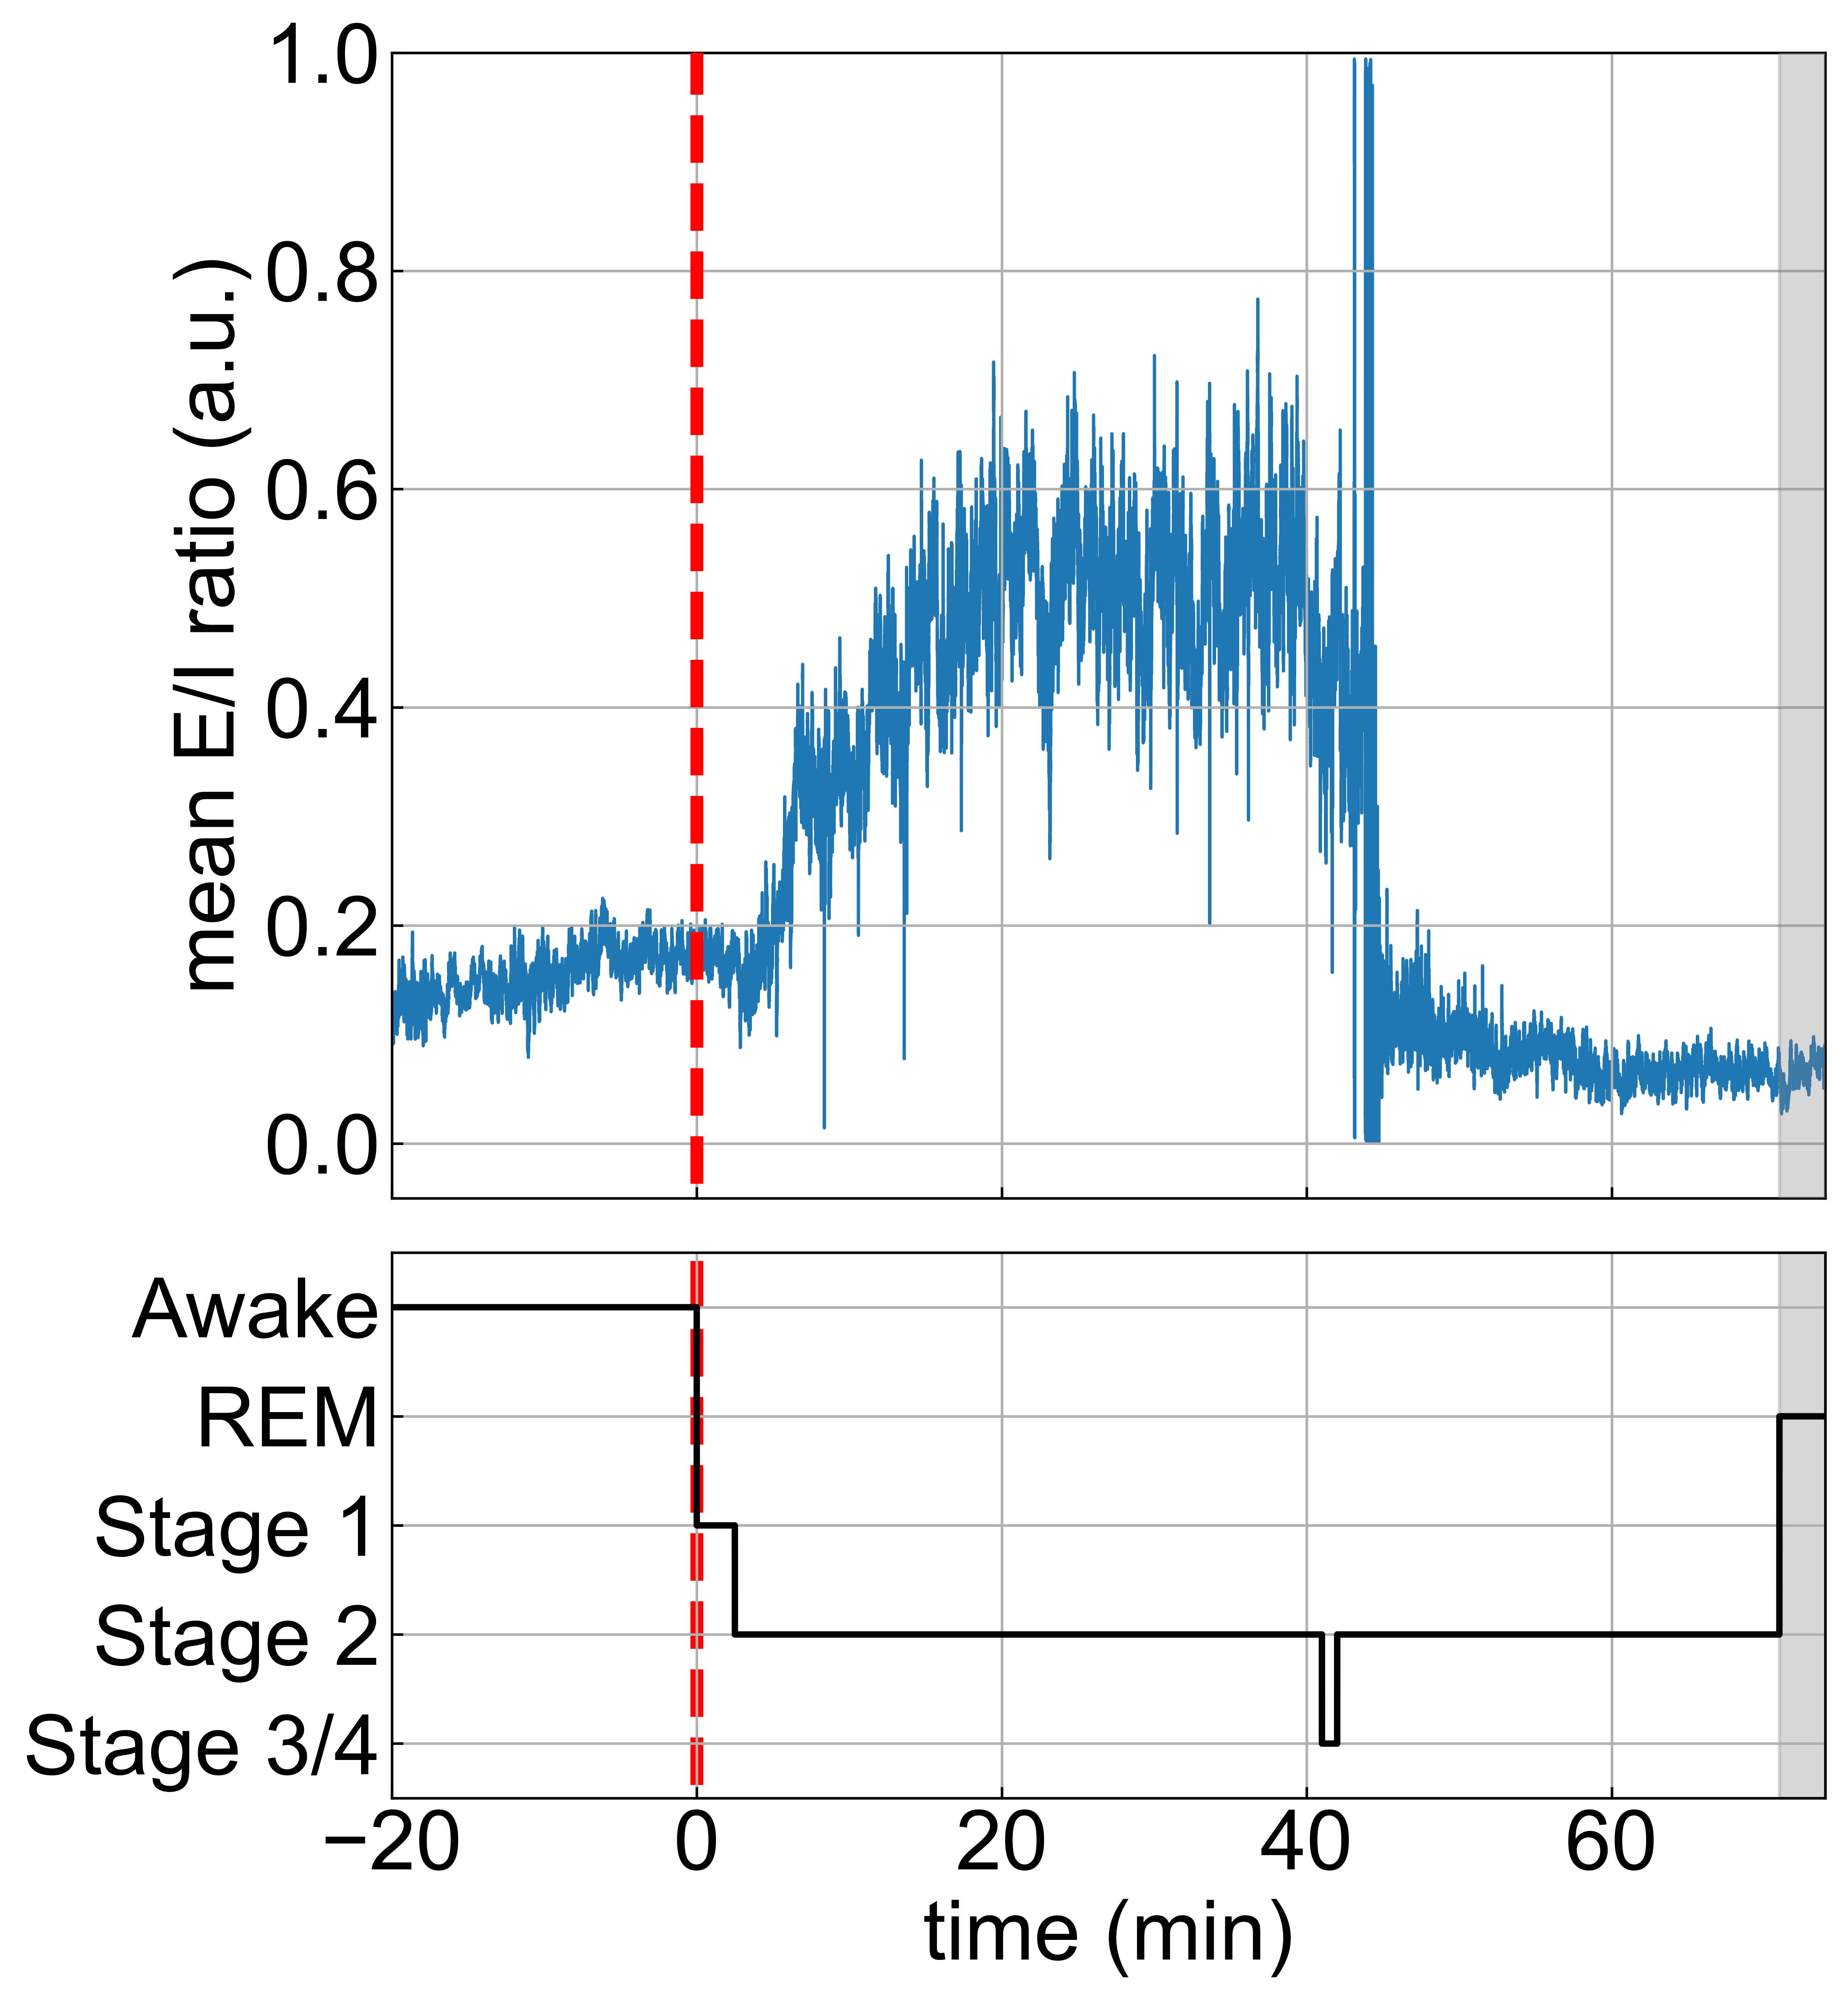 mean E/I ratio (a.u.)
1.0
0.8
0.6
0.4
0.2
0.0
Awake
REM
Stage 1
Stage 2
Stage 3/4
−20 0 20 40 60
time (min)